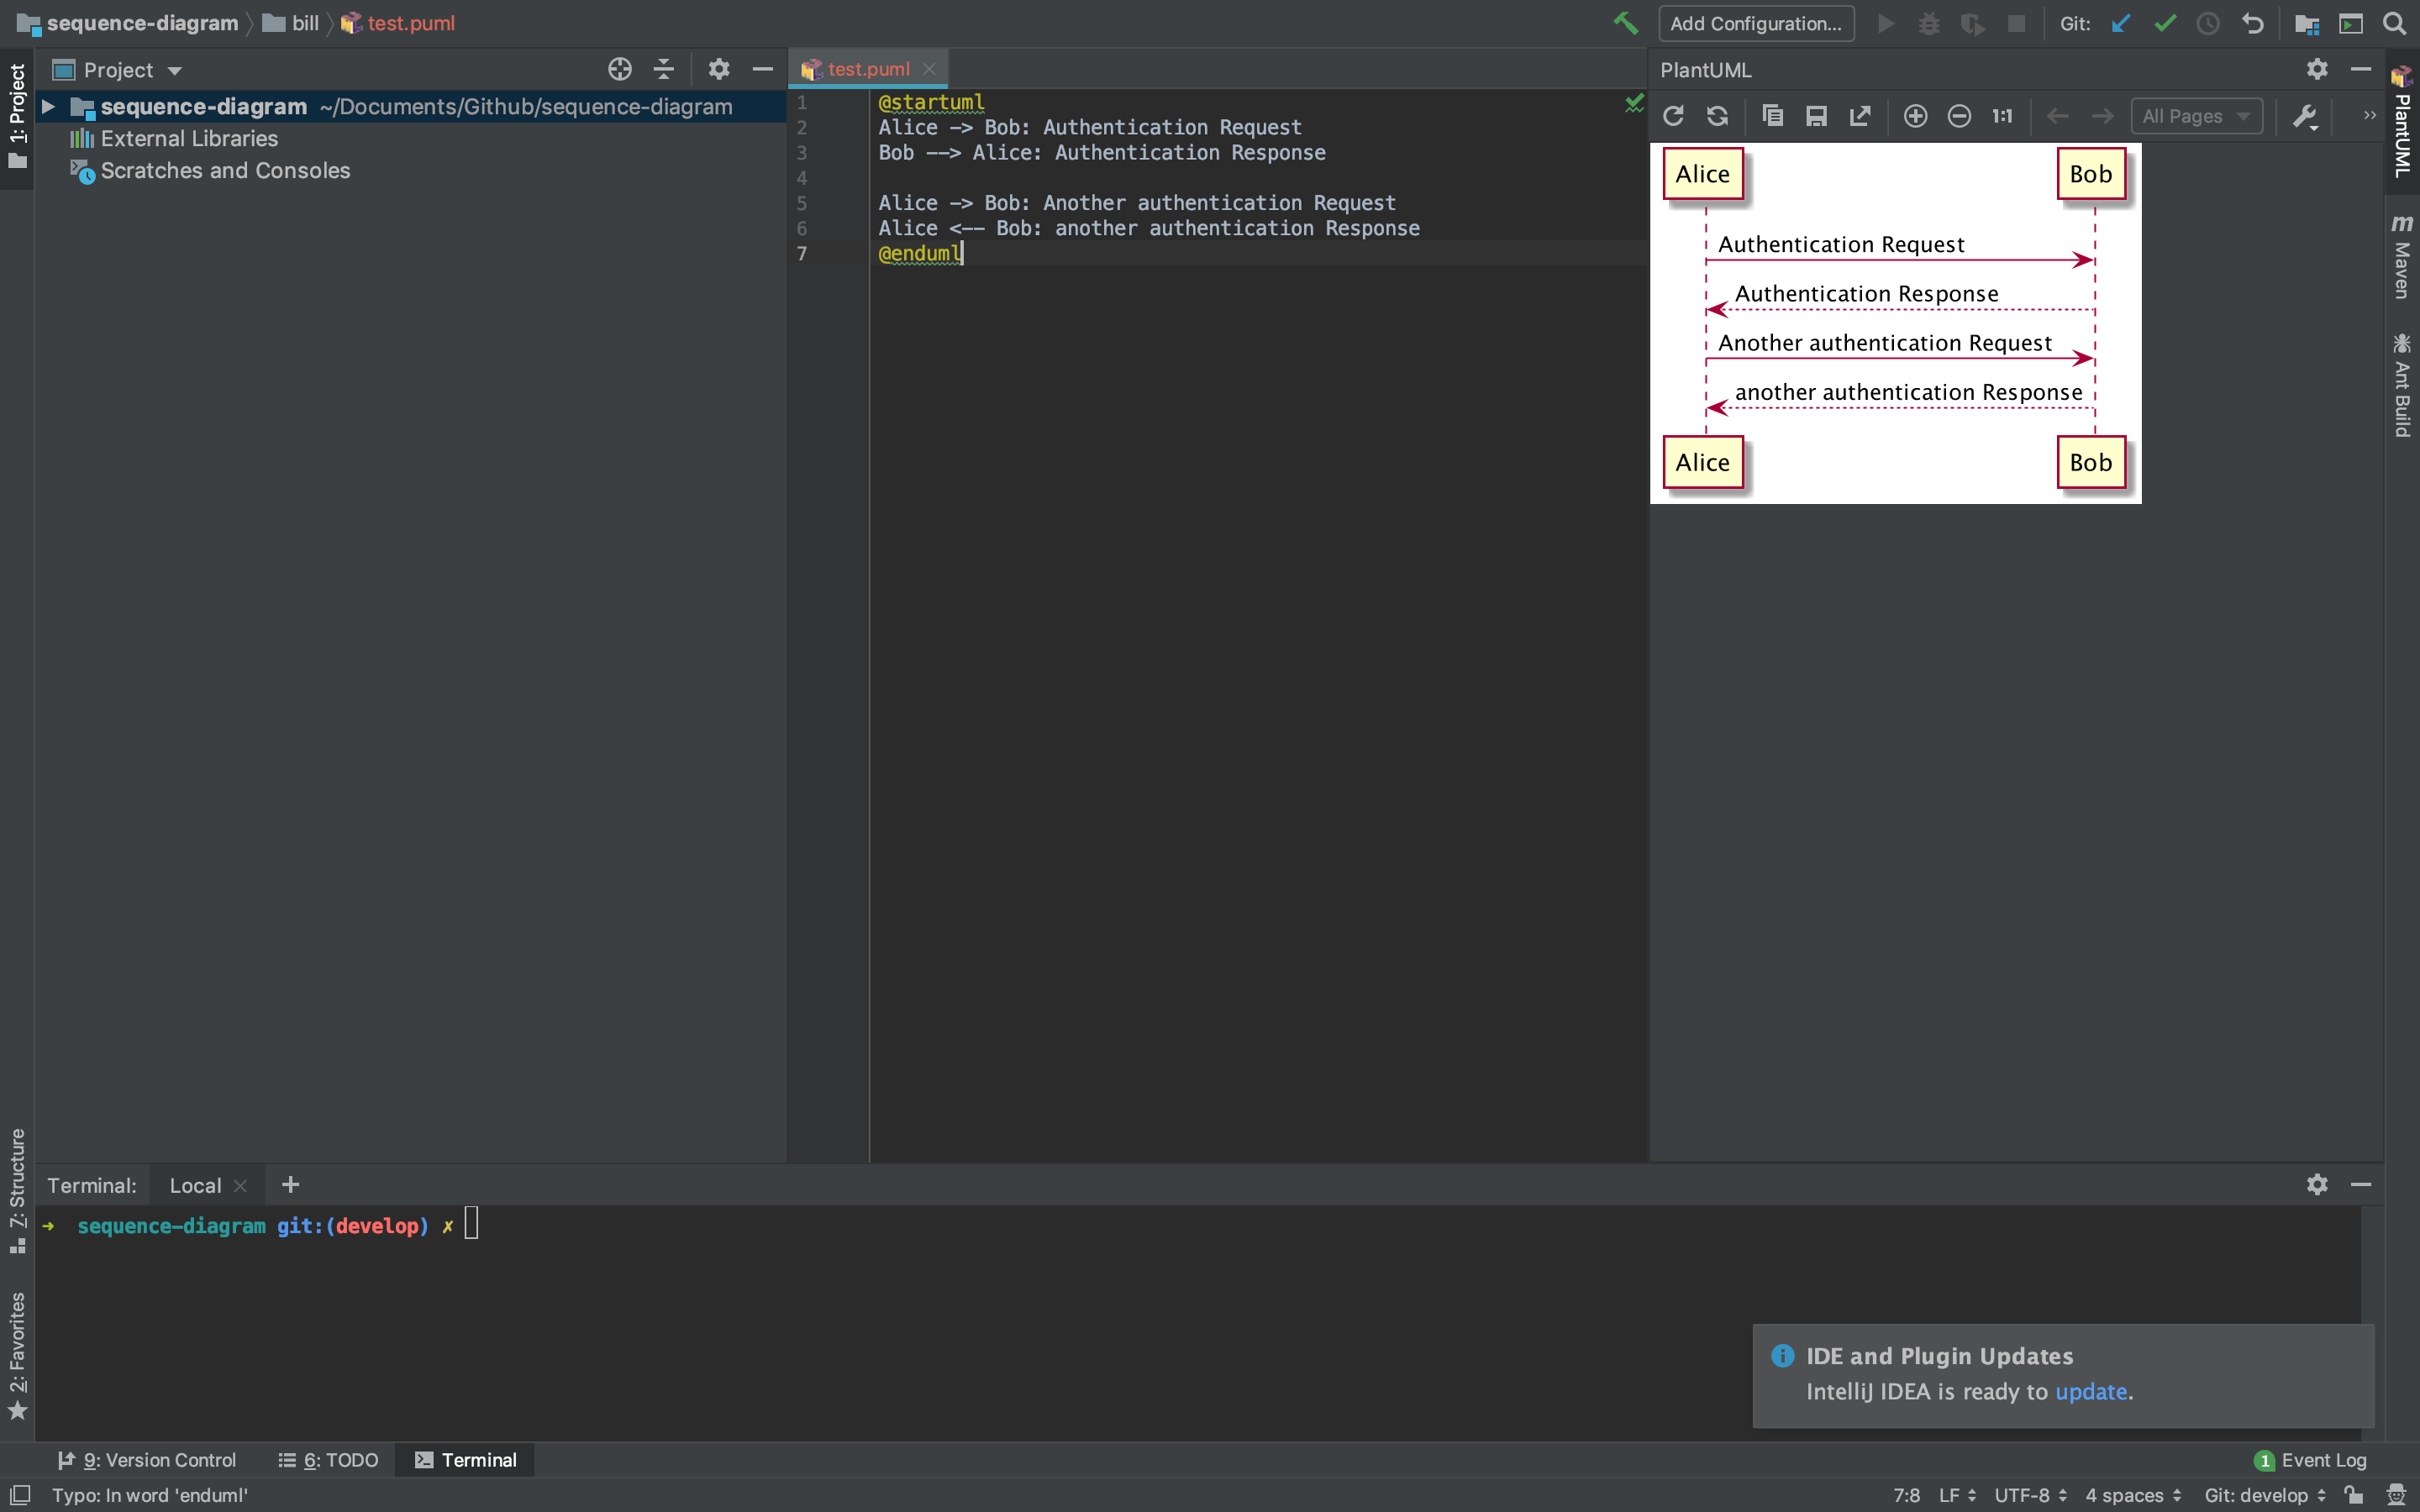 sequence-diagram bill test.puml
Add Configuration...
Git:
1: Project
Project
sequence-diagram ~/Documents/Github/sequence-diagram
External Libraries
Scratches and Consoles
7: Structure
2: Favorites
test.puml
1 @startuml
2 Alice -> Bob: Authentication Request
3 Bob --> Alice: Authentication Response
4
5 Alice -> Bob: Another authentication Request
6 Alice <-- Bob: another authentication Response
7 @enduml
PlantUML
1:1
All Pages
Alice Bob
Authentication Request
Authentication Response
Another authentication Request
another authentication Response
Alice Bob
PlantUML
m Maven
Ant Build
Terminal: Local
➜ sequence-diagram git:(develop) ✗
IDE and Plugin Updates
IntelliJ IDEA is ready to update.
9: Version Control
6: TODO
Terminal
1 Event Log
Typo: In word 'enduml'
7:8 LF UTF-8 4 spaces Git: develop